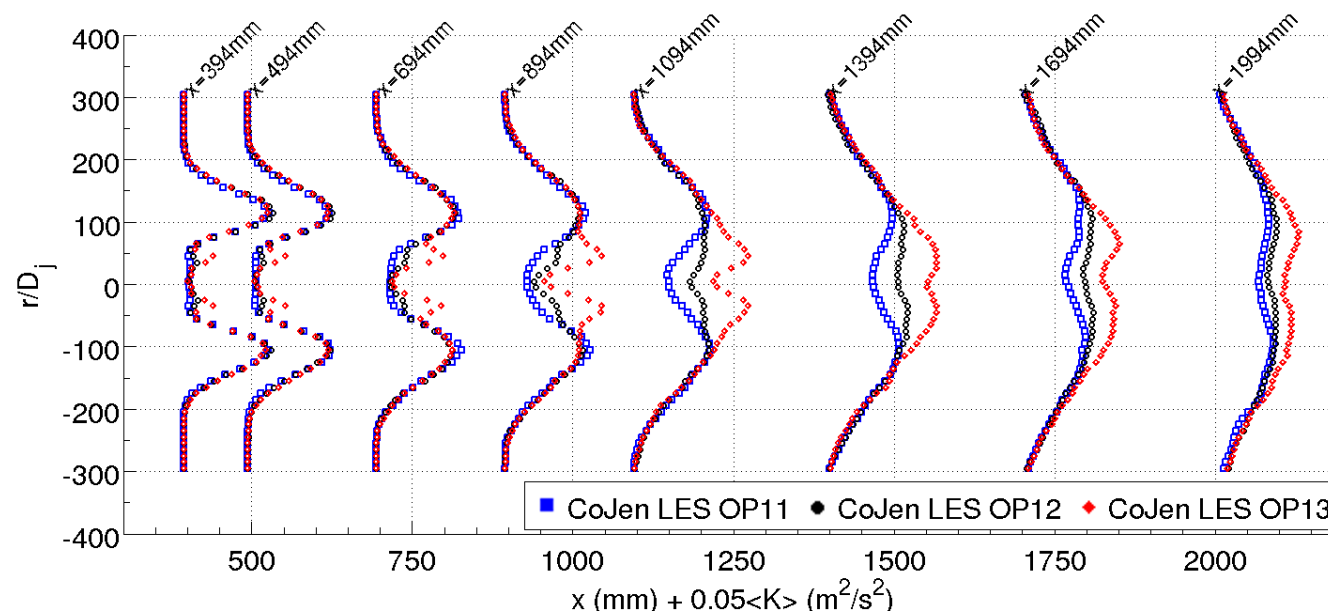 x=394mm
x=494mm
x=694mm
x=894mm
x=1094mm
x=1394mm
x=1694mm
x=1994mm
400
300
200
100
0
-100
-200
-300
-400
r/D_j
CoJen LES OP11 CoJen LES OP12 CoJen LES OP13
500 750 1000 1250 1500 1750 2000
x (mm) + 0.05<K> (m²/s²)